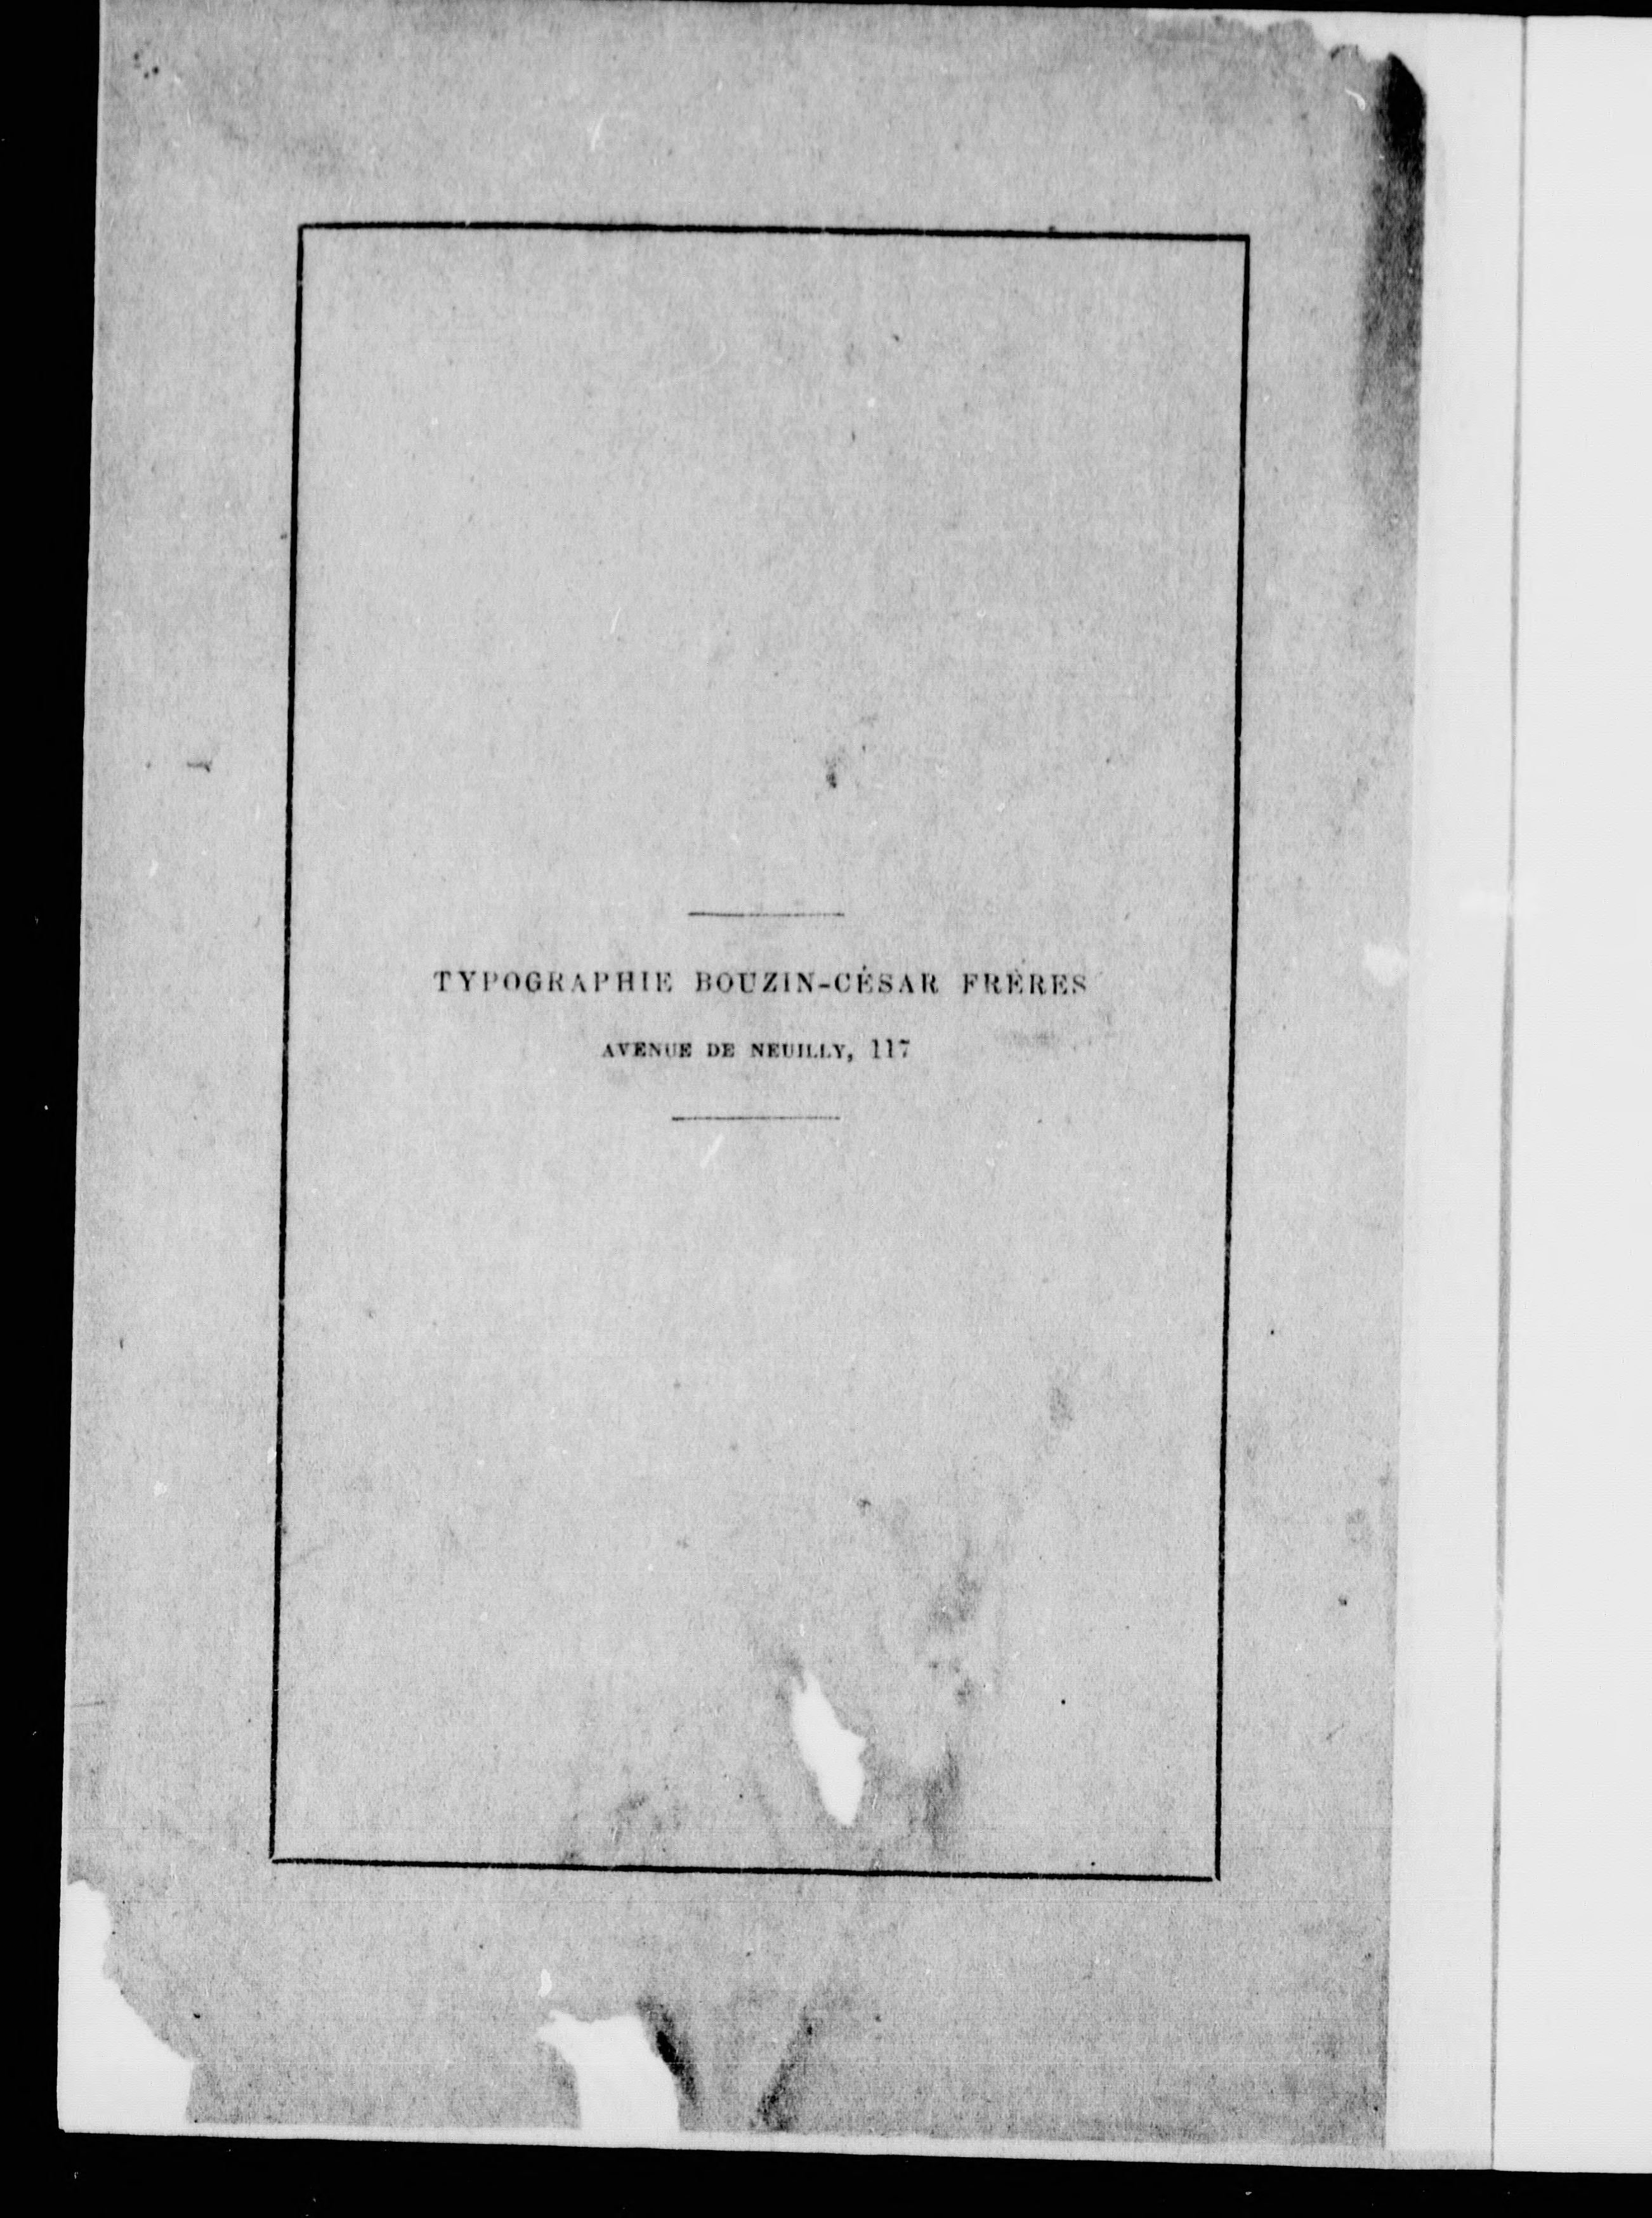 TYPOGRAPHIE BOUZIN-CÉSAR FRÈRES
AVENUE DE NEUILLY, 117